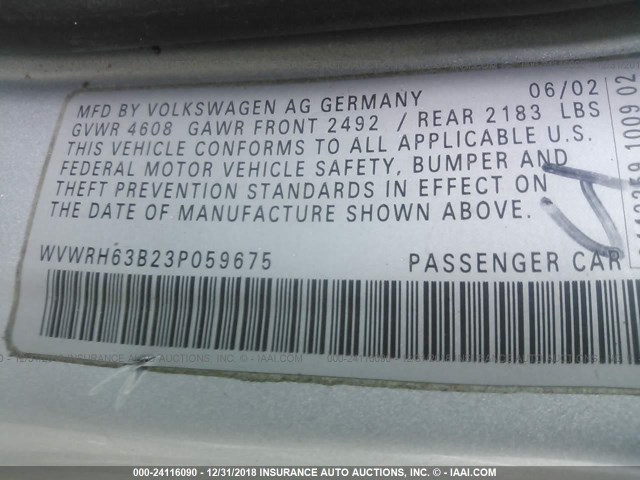 MFD BY VOLKSWAGEN AG GERMANY 06/02
GVWR 4608 GAWR FRONT 2492 / REAR 2183 LBS
THIS VEHICLE CONFORMS TO ALL APPLICABLE U.S.
FEDERAL MOTOR VEHICLE SAFETY, BUMPER AND
THEFT PREVENTION STANDARDS IN EFFECT ON
THE DATE OF MANUFACTURE SHOWN ABOVE.
WVWRH63B23P059675 PASSENGER CAR
1009 02
000-24116090 - 12/31/2018 INSURANCE AUTO AUCTIONS, INC. - © IAAI.COM